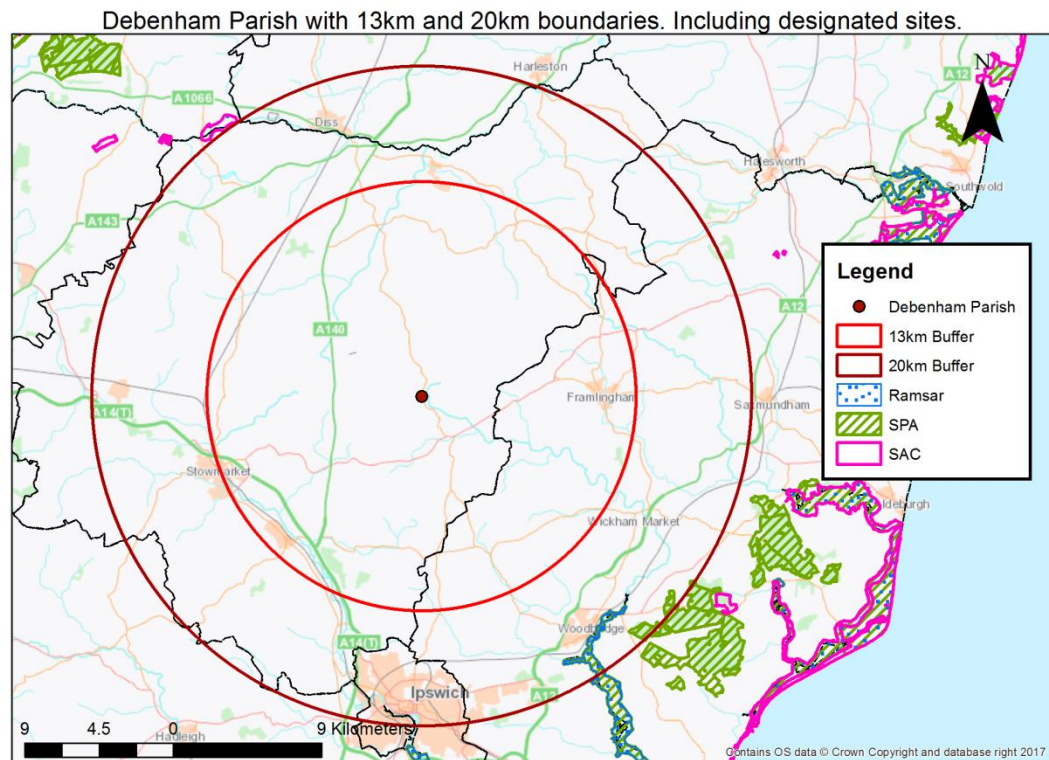 Debenham Parish with 13km and 20km boundaries. Including designated sites.
Harleston
A12
N
A1066
Diss
Halesworth
Southwold
A143
Legend
Debenham Parish
13km Buffer
20km Buffer
Ramsar
SPA
SAC
A140
A12
A14(T)
Framlingham
Saxmundham
Stowmarket
ldeburgh
Wickham Market
Woodbridge
A14(T)
Ipswich
A12
9 4.5 0 9 Kilometers
Hadleigh
Contains OS data © Crown Copyright and database right 2017